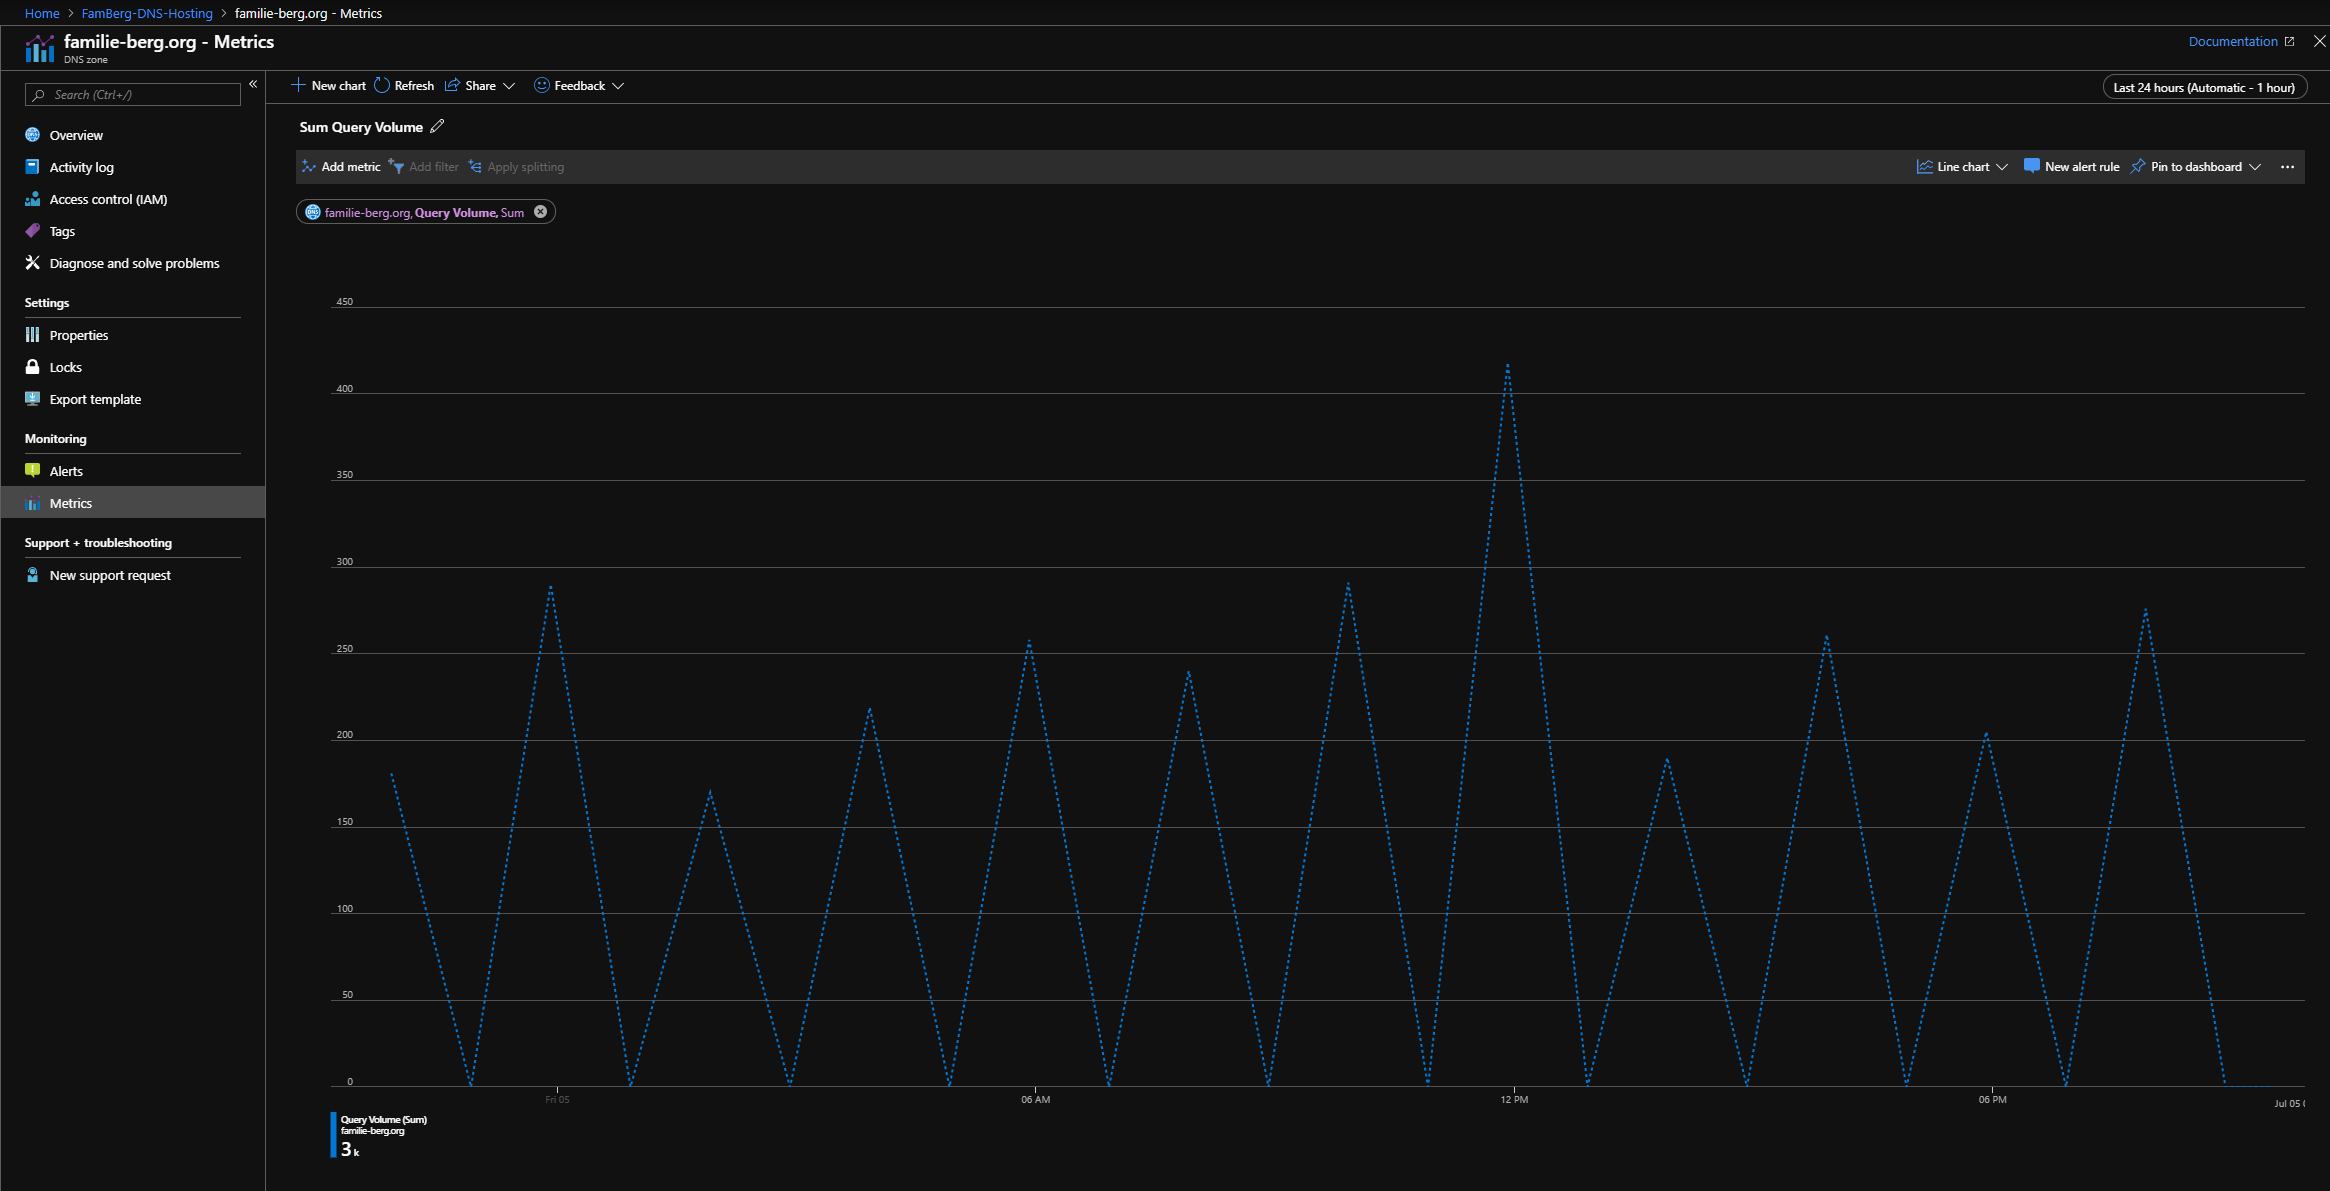 Home > FamBerg-DNS-Hosting > familie-berg.org - Metrics
familie-berg.org - Metrics
DNS zone
Documentation
Search (Ctrl+/)
«
Overview
Activity log
Access control (IAM)
Tags
Diagnose and solve problems
Settings
Properties
Locks
Export template
Monitoring
Alerts
Metrics
Support + troubleshooting
New support request
New chart Refresh Share Feedback
Last 24 hours (Automatic - 1 hour)
Sum Query Volume
Add metric Add filter Apply splitting
Line chart New alert rule Pin to dashboard ...
familie-berg.org, Query Volume, Sum
450
400
350
300
250
200
150
100
50
0
Fri 05 06 AM 12 PM 06 PM Jul 05
Query Volume (Sum)
familie-berg.org
3 k